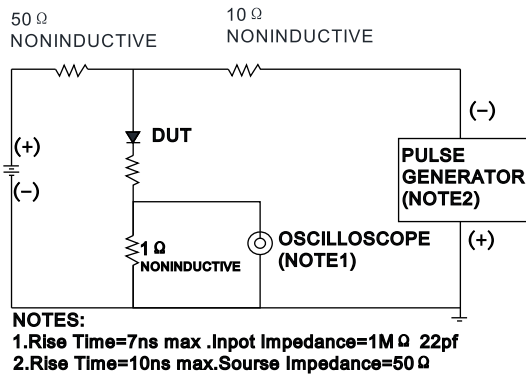 50 Ω
NONINDUCTIVE
10 Ω
NONINDUCTIVE
(+)
(−)
DUT
1 Ω
NONINDUCTIVE
OSCILLOSCOPE
(NOTE1)
(−)
PULSE
GENERATOR
(NOTE2)
(+)
NOTES:
1.Rise Time=7ns max .Inpot Impedance=1M Ω 22pf
2.Rise Time=10ns max.Sourse Impedance=50 Ω